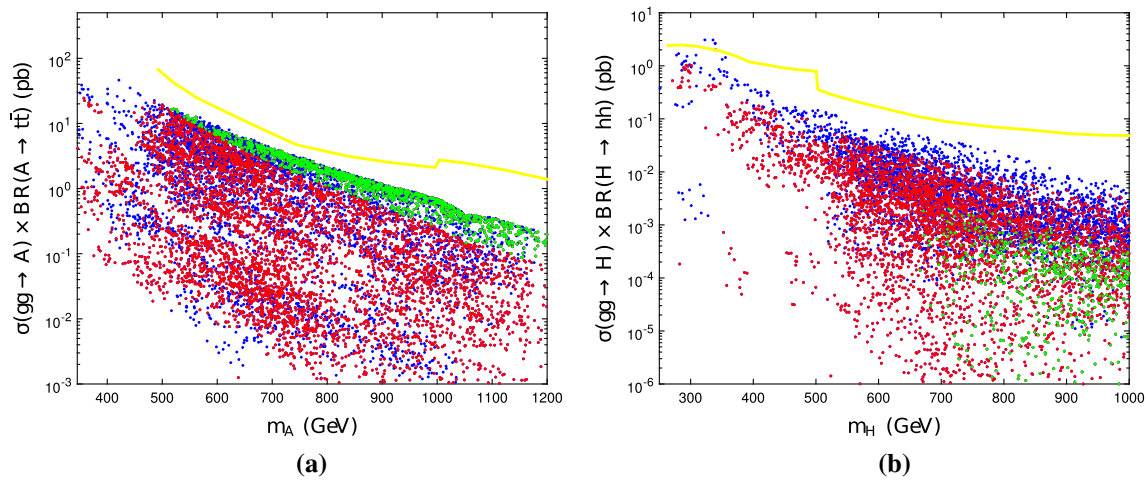 σ(gg→ A) × BR(A → tt̄) (pb)
10²
10¹
10⁰
10⁻¹
10⁻²
10⁻³
400 500 600 700 800 900 1000 1100 1200
m_A (GeV)
(a)
σ(gg→ H) × BR(H → hh) (pb)
10¹
10⁰
10⁻¹
10⁻²
10⁻³
10⁻⁴
10⁻⁵
10⁻⁶
300 400 500 600 700 800 900 1000
m_H (GeV)
(b)